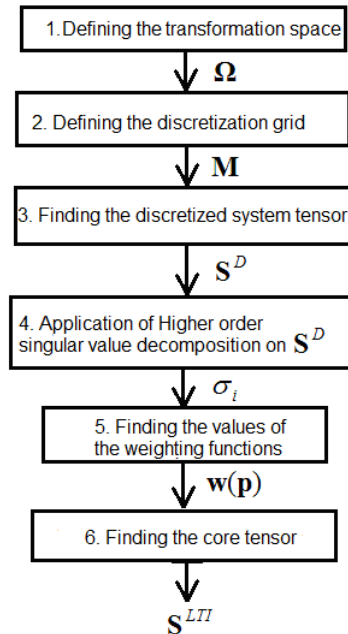 1.Defining the transformation space
Ω
2. Defining the discretization grid
M
3. Finding the discretized system tensor
S^D
4. Application of Higher order
singular value decomposition on S^D
σ_i
5. Finding the values of
the weighting functions
w(p)
6. Finding the core tensor
S^{LTI}